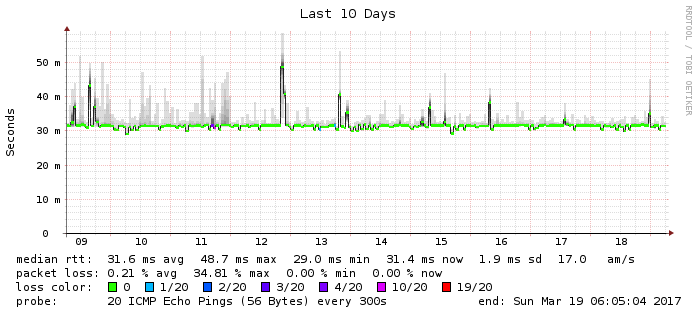 Last 10 Days
RRDTOOL / TOBI OETIKER
Seconds
50 m
40 m
30 m
20 m
10 m
0
09 10 11 12 13 14 15 16 17 18
median rtt: 31.6 ms avg 48.7 ms max 29.0 ms min 31.4 ms now 1.9 ms sd 17.0 am/s
packet loss: 0.21 % avg 34.81 % max 0.00 % min 0.00 % now
loss color: 0 1/20 2/20 3/20 4/20 10/20 19/20
probe: 20 ICMP Echo Pings (56 Bytes) every 300s end: Sun Mar 19 06:05:04 2017